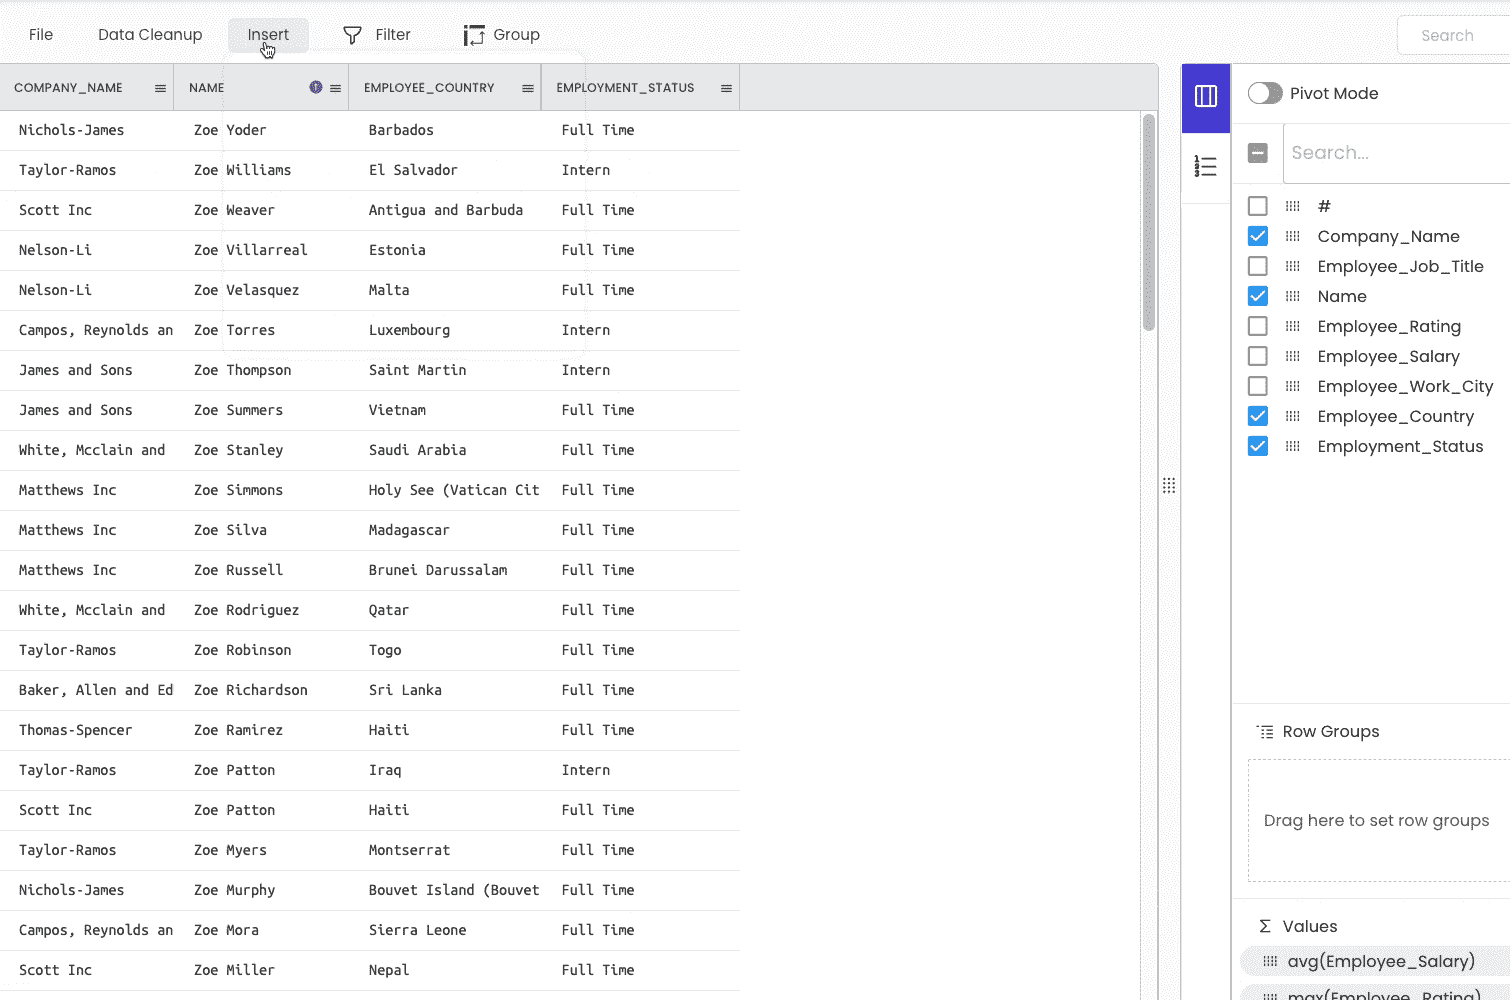 File Data Cleanup Insert Filter Group Search
COMPANY_NAME NAME EMPLOYEE_COUNTRY EMPLOYMENT_STATUS
Nichols-James Zoe Yoder Barbados Full Time
Taylor-Ramos Zoe Williams El Salvador Intern
Scott Inc Zoe Weaver Antigua and Barbuda Full Time
Nelson-Li Zoe Villarreal Estonia Full Time
Nelson-Li Zoe Velasquez Malta Full Time
Campos, Reynolds an Zoe Torres Luxembourg Intern
James and Sons Zoe Thompson Saint Martin Intern
James and Sons Zoe Summers Vietnam Full Time
White, Mcclain and Zoe Stanley Saudi Arabia Full Time
Matthews Inc Zoe Simmons Holy See (Vatican Cit Full Time
Matthews Inc Zoe Silva Madagascar Full Time
Matthews Inc Zoe Russell Brunei Darussalam Full Time
White, Mcclain and Zoe Rodriguez Qatar Full Time
Taylor-Ramos Zoe Robinson Togo Full Time
Baker, Allen and Ed Zoe Richardson Sri Lanka Full Time
Thomas-Spencer Zoe Ramirez Haiti Full Time
Taylor-Ramos Zoe Patton Iraq Intern
Scott Inc Zoe Patton Haiti Full Time
Taylor-Ramos Zoe Myers Montserrat Full Time
Nichols-James Zoe Murphy Bouvet Island (Bouvet Full Time
Campos, Reynolds an Zoe Mora Sierra Leone Full Time
Scott Inc Zoe Miller Nepal Full Time
Pivot Mode
Search...
#
Company_Name
Employee_Job_Title
Name
Employee_Rating
Employee_Salary
Employee_Work_City
Employee_Country
Employment_Status
Row Groups
Drag here to set row groups
Values
avg(Employee_Salary)
max(Employee_Rating)